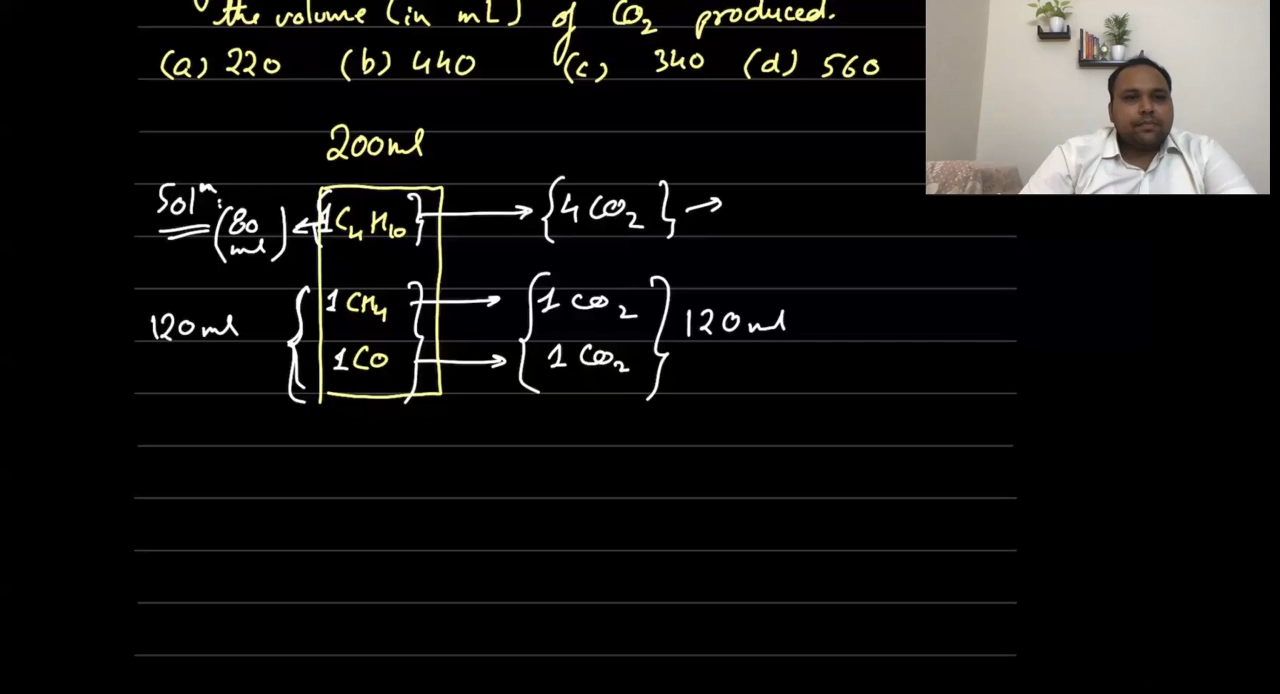 the volume (in mL) of CO₂ produced.
(a) 220 (b) 440 (c) 340 (d) 560
200ml
Solⁿ: (80 ml) ← {1C₄H₁₀} → {4CO₂} →
120ml { 1CH₄ } → { 1CO₂ } 120ml
1CO → 1CO₂